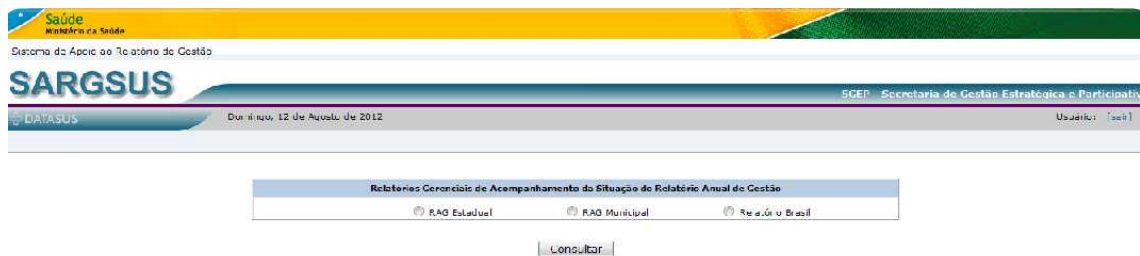 Saúde
Ministério da Saúde
Sistema de Apoio ao Relatório de Gestão
SARGSUS
SGEP Secretaria de Gestão Estratégica e Participativ
DATASUS Domingo, 12 de Agosto de 2012 Usuário: [sair]
Relatórios Gerenciais de Acompanhamento da Situação do Relatório Anual de Gestão
RAG Estadual RAG Municipal Relatório Brasil
Consultar